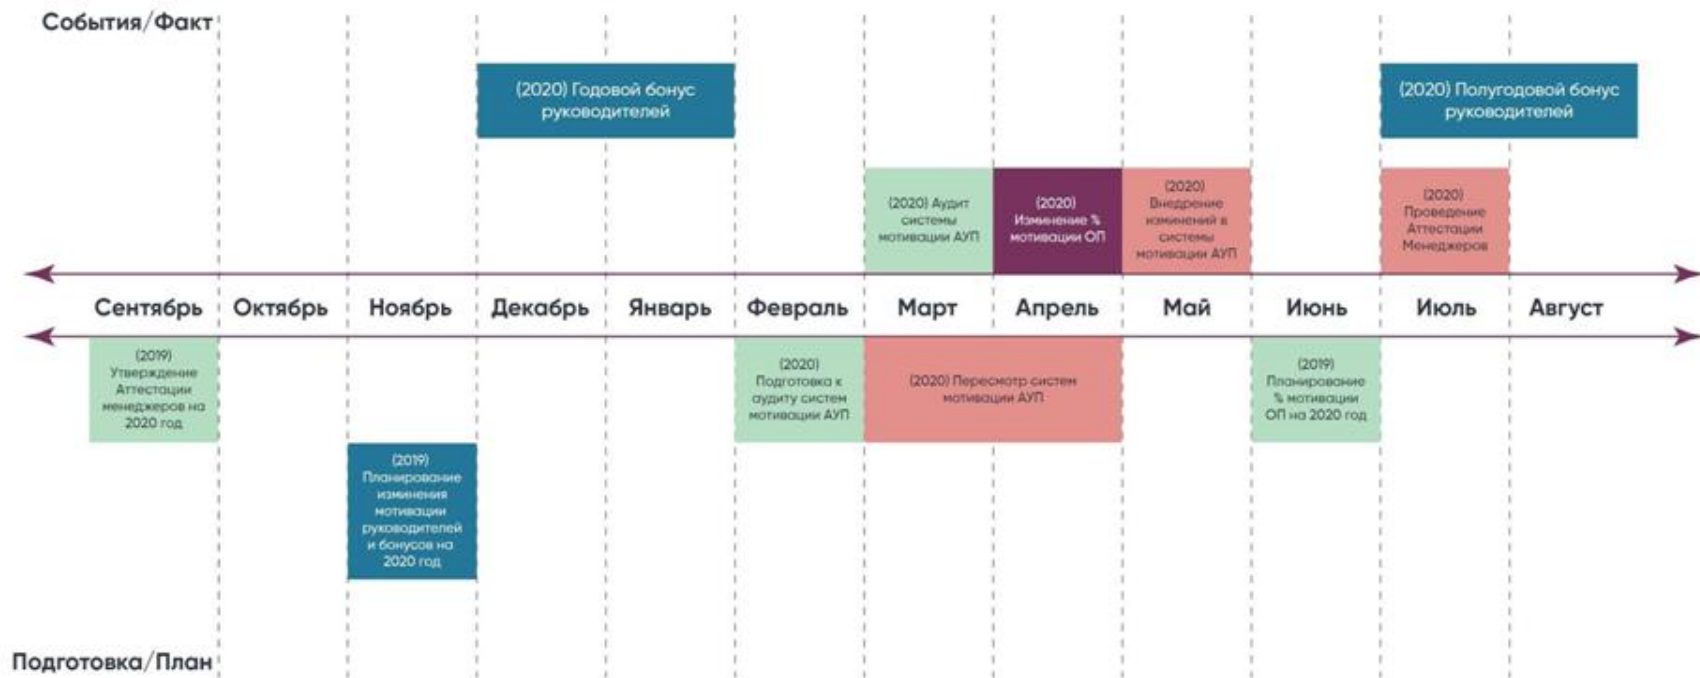 События/Факт
(2020) Годовой бонус
руководителей
(2020) Полугодовой бонус
руководителей
(2020) Аудит
системы
мотивации АУП
(2020)
Изминение %
мотивации ОП
(2020)
Внедрение
изминений в
системы
мотивации АУП
(2020)
Проведение
Аттестации
Менеджеров
Сентябрь Октябрь Ноябрь Декабрь Январь Февраль Март Апрель Май Июнь Июль Август
(2019)
Утверждение
Аттестации
менеджеров на
2020 год
(2020)
Подготовка к
аудиту систем
мотивации АУП
(2020) Пересмотр систем
мотивации АУП
(2019)
Планирование
% мотивации
ОП на 2020 год
(2019)
Планирование
изминения
мотивации
руководителей
и бонусов на
2020 год
Подготовка/План